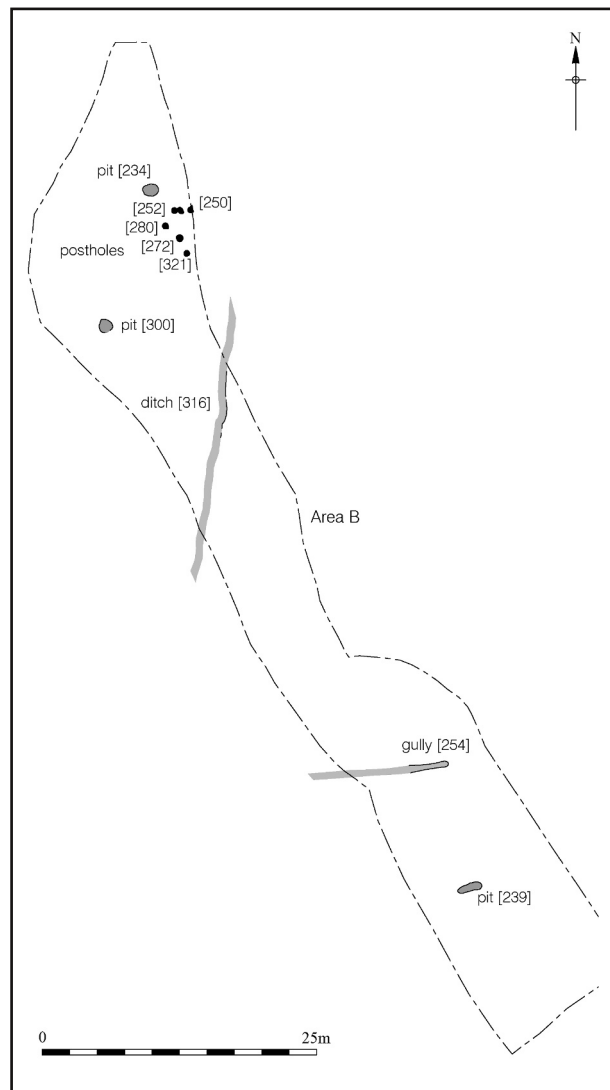 N
pit [234]
[252]
[250]
[280]
postholes
[272]
[321]
pit [300]
ditch [316]
Area B
gully [254]
pit [239]
0
25m